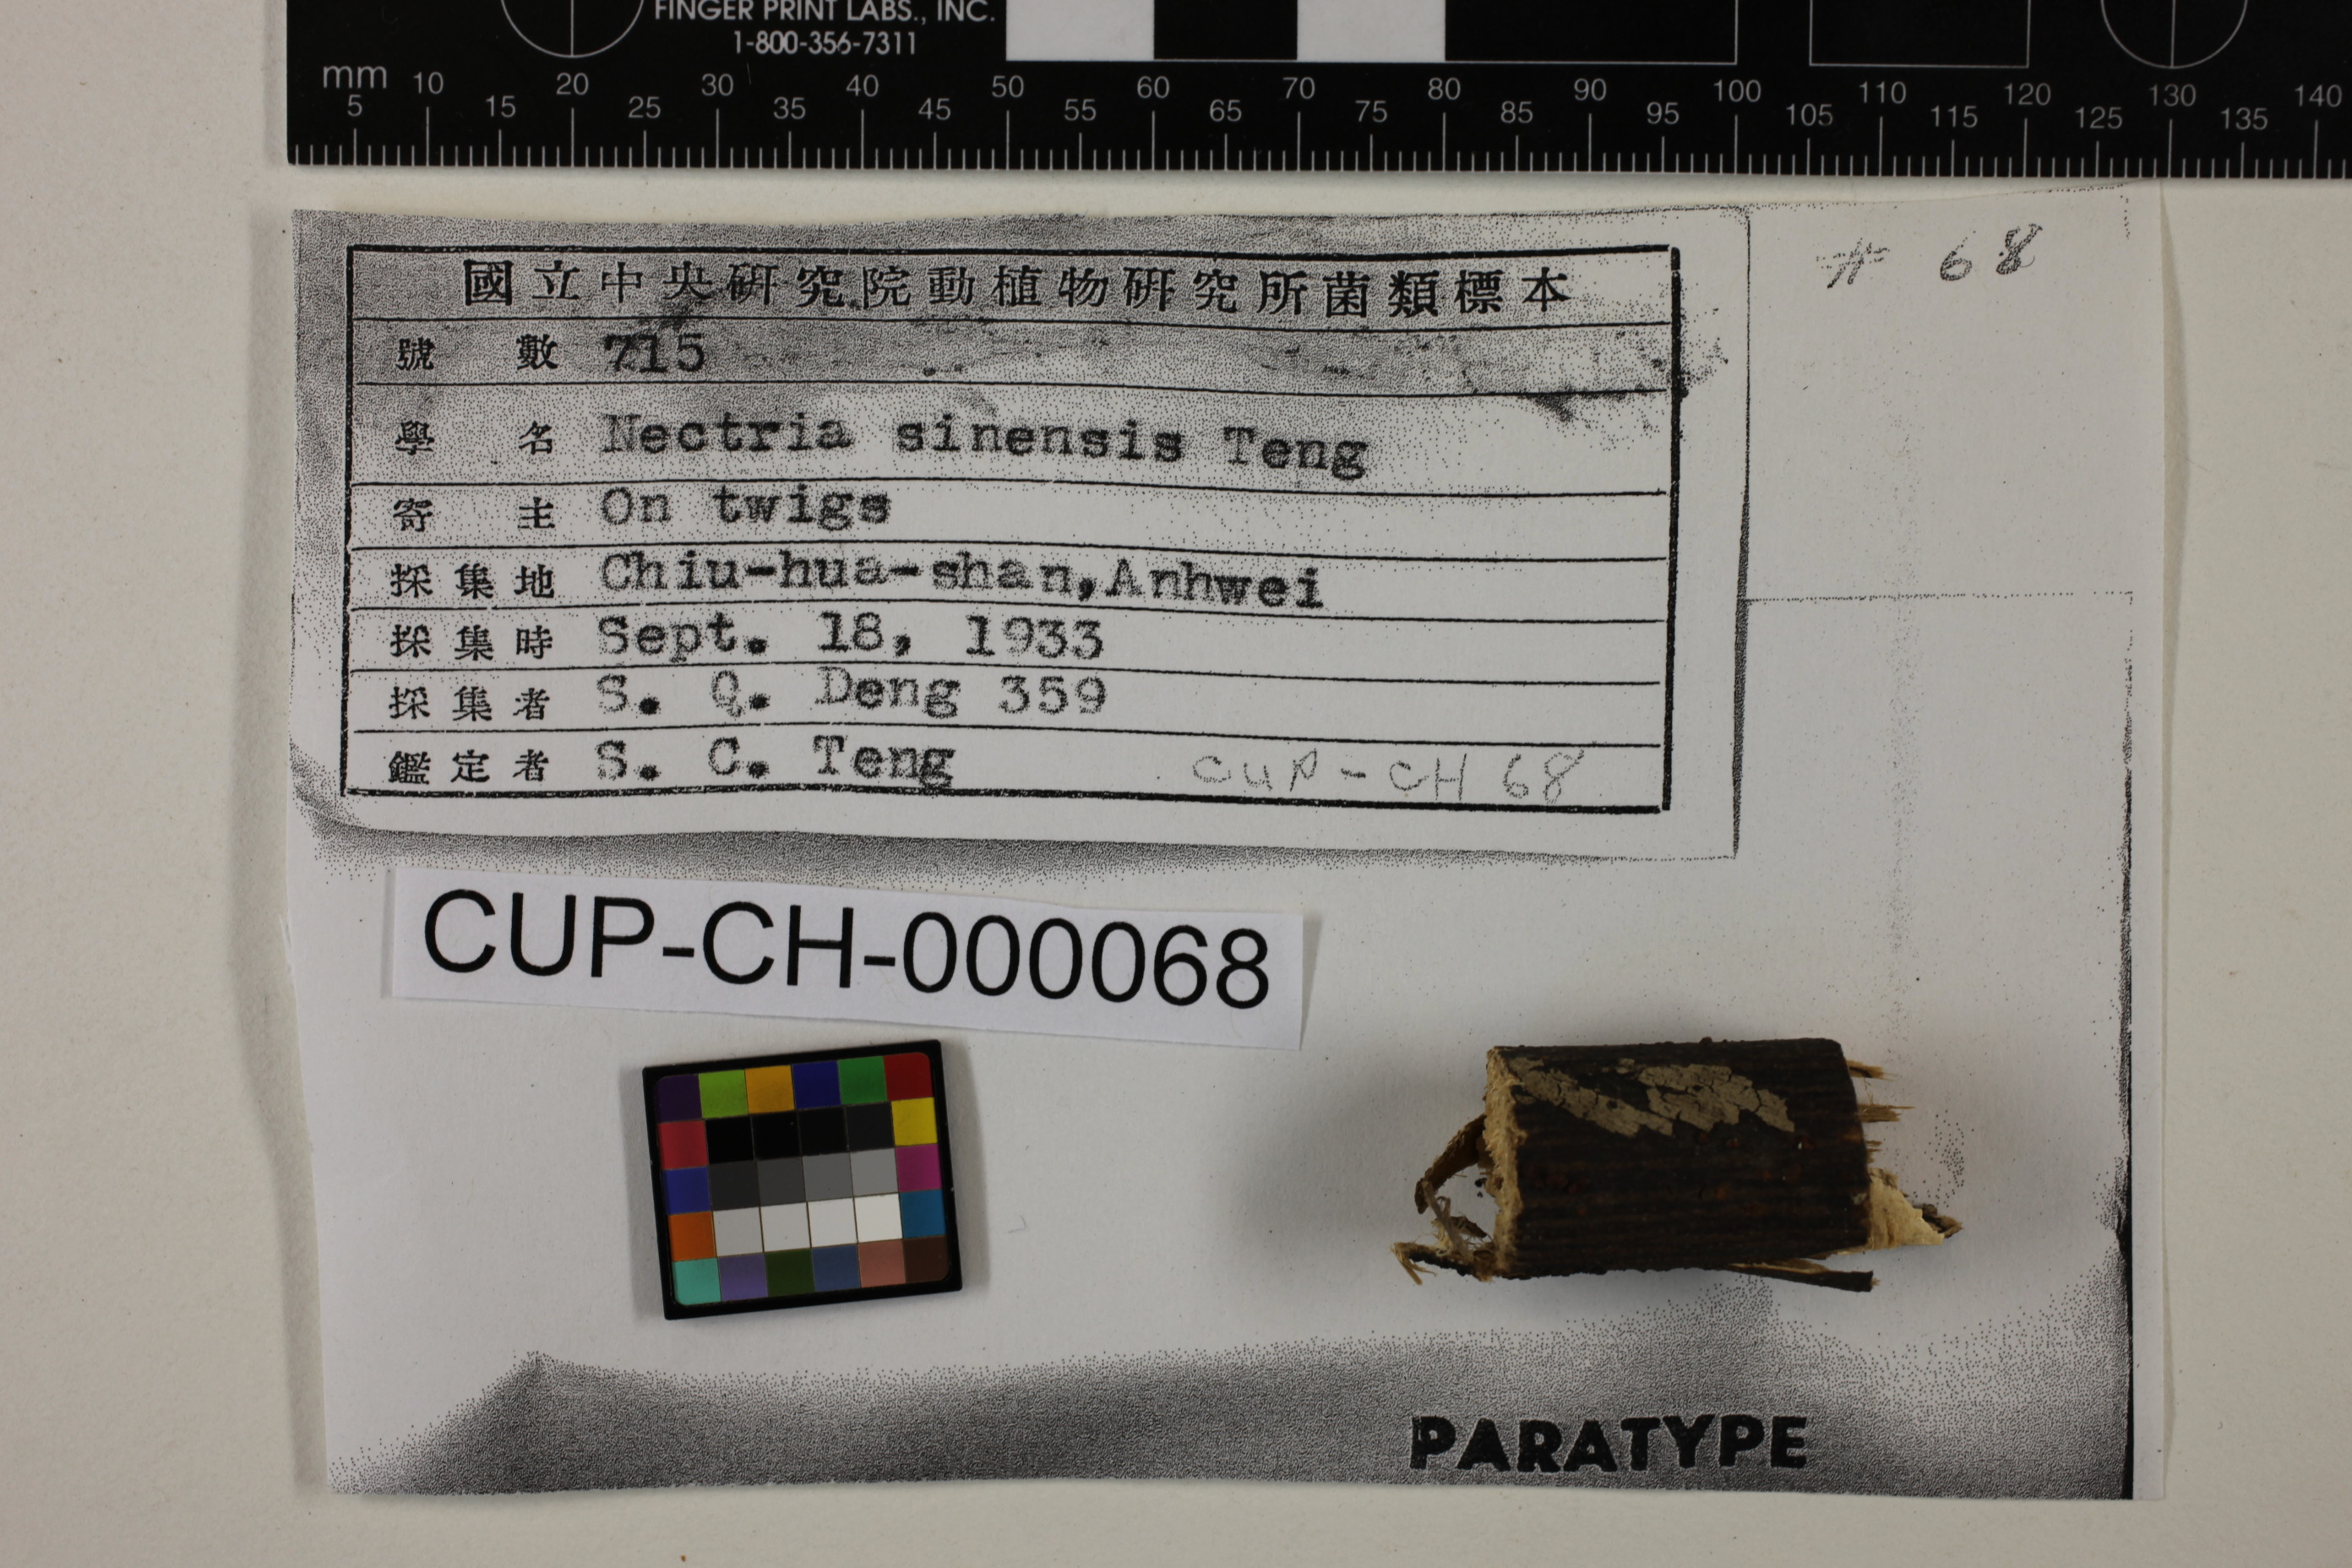 FINGER PRINT LABS., INC.
1-800-356-7311
mm 10 20 30 40 50 60 70 80 90 100 110 120 130 140
5 15 25 35 45 55 65 75 85 95 105 115 125 135
# 68
國立中央研究院動植物研究所菌類標本
號數 715
學名 Nectria sinensis Teng
寄主 On twigs
採集地 Chiu-hua-shan,Anhwei
採集時 Sept. 18, 1933
採集者 S. Q. Deng 359
鑑定者 S. C. Teng CUP-CH 68
CUP-CH-000068
PARATYPE